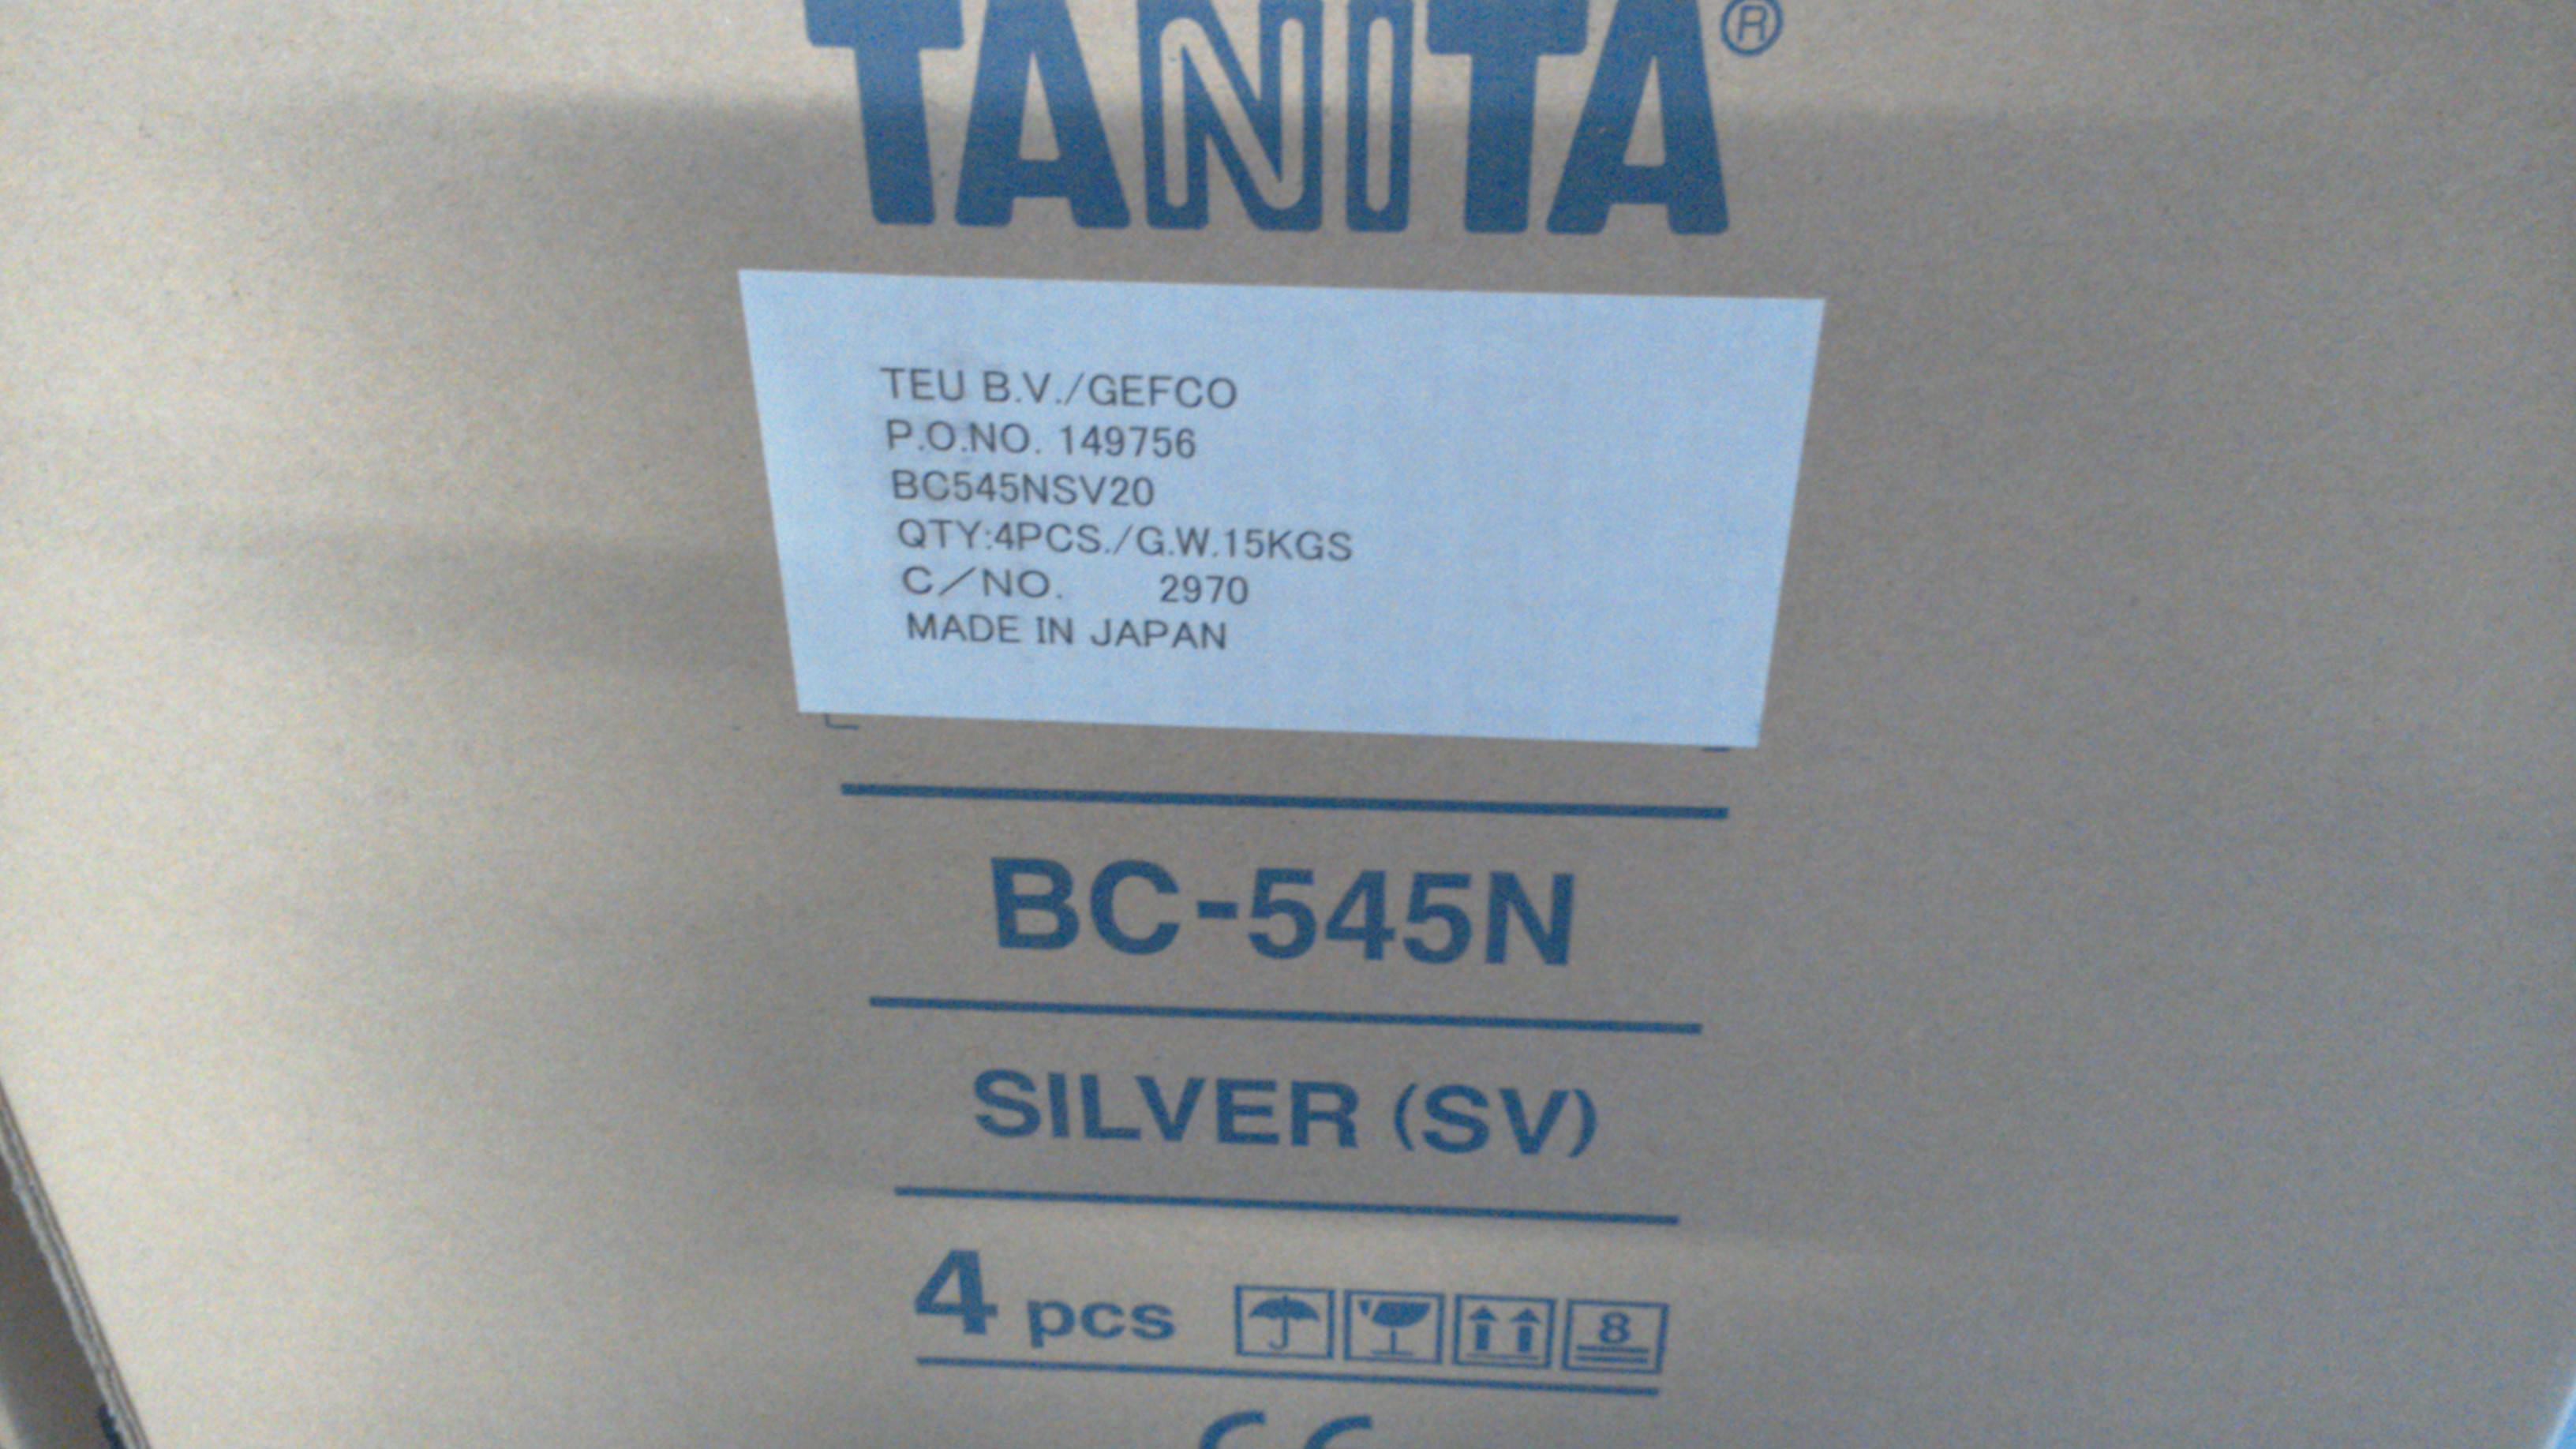 TANITA®
TEU B.V./GEFCO
P.O.NO. 149756
BC545NSV20
QTY:4PCS./G.W.15KGS
C/NO. 2970
MADE IN JAPAN
BC-545N
SILVER (SV)
4 pcs 8
CE